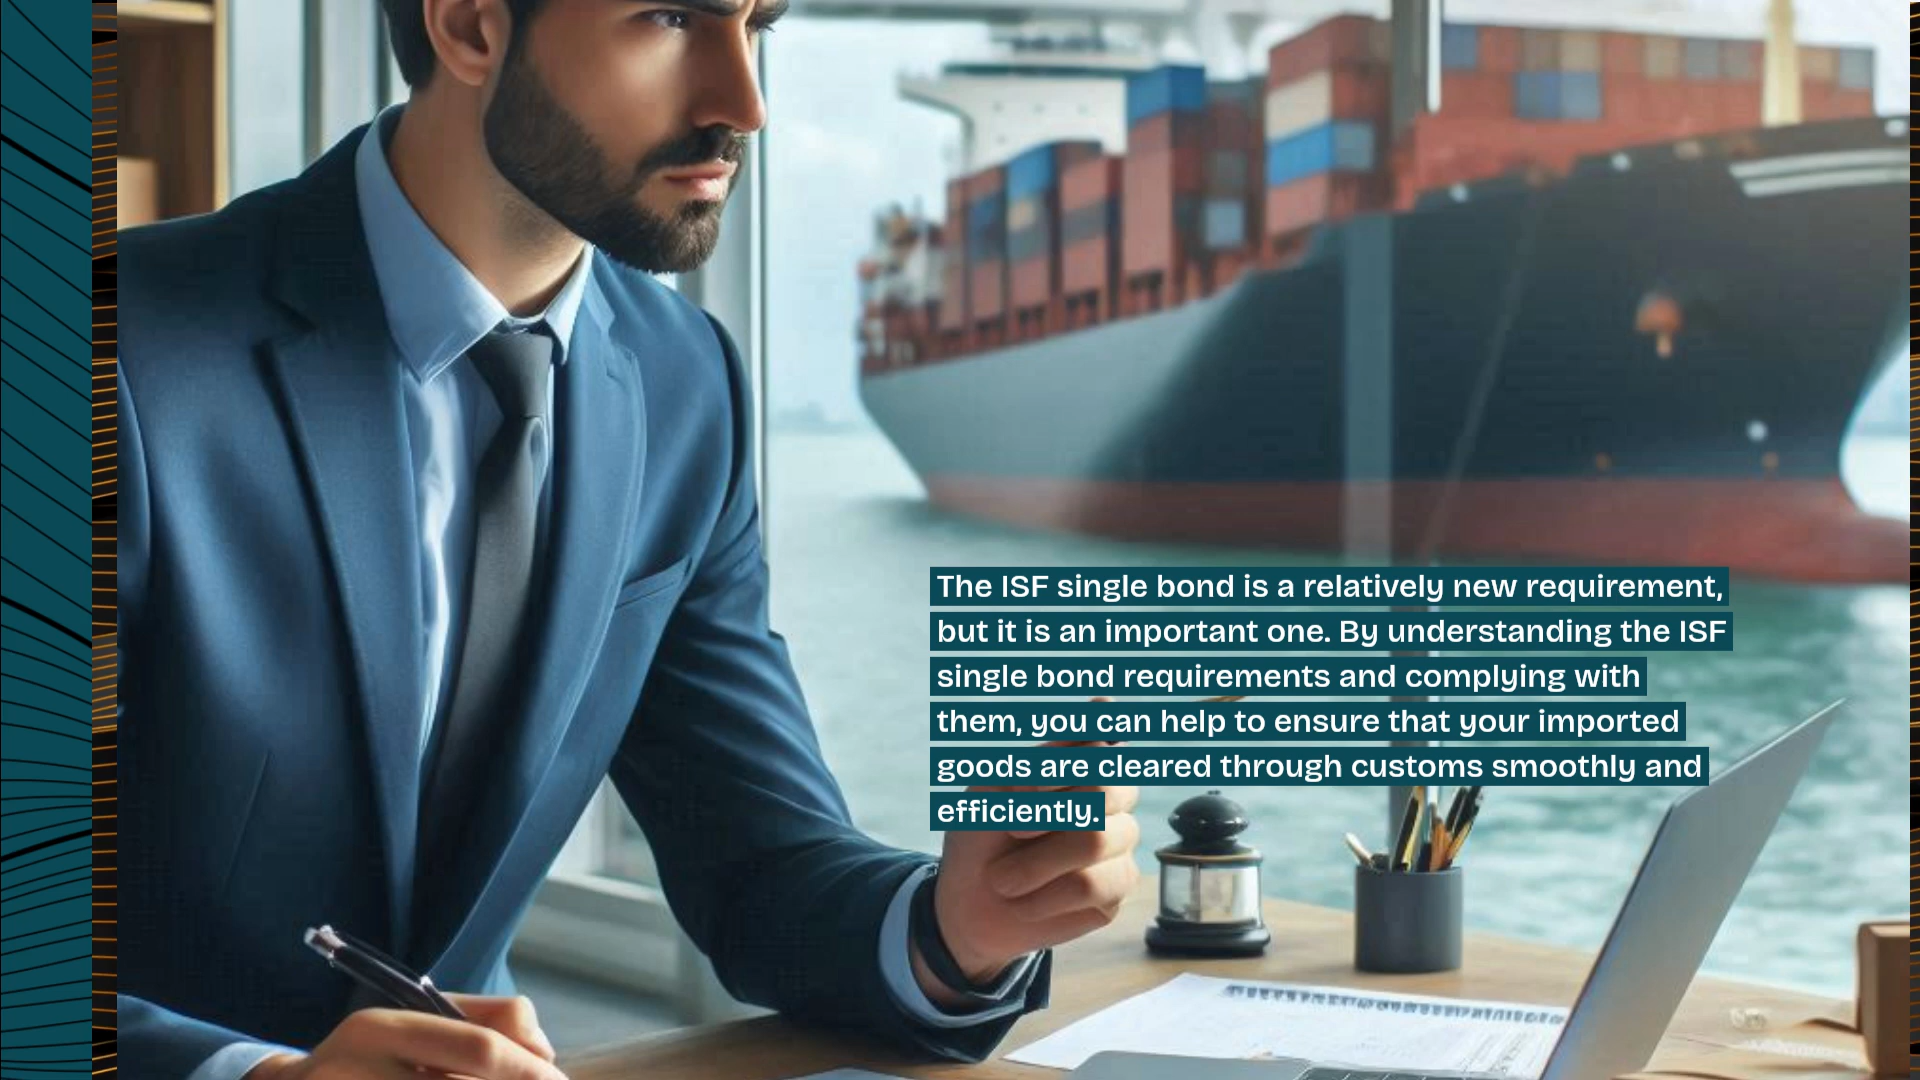 The ISF single bond is a relatively new requirement,
but it is an important one. By understanding the ISF
single bond requirements and complying with
them, you can help to ensure that your imported
goods are cleared through customs smoothly and
efficiently.